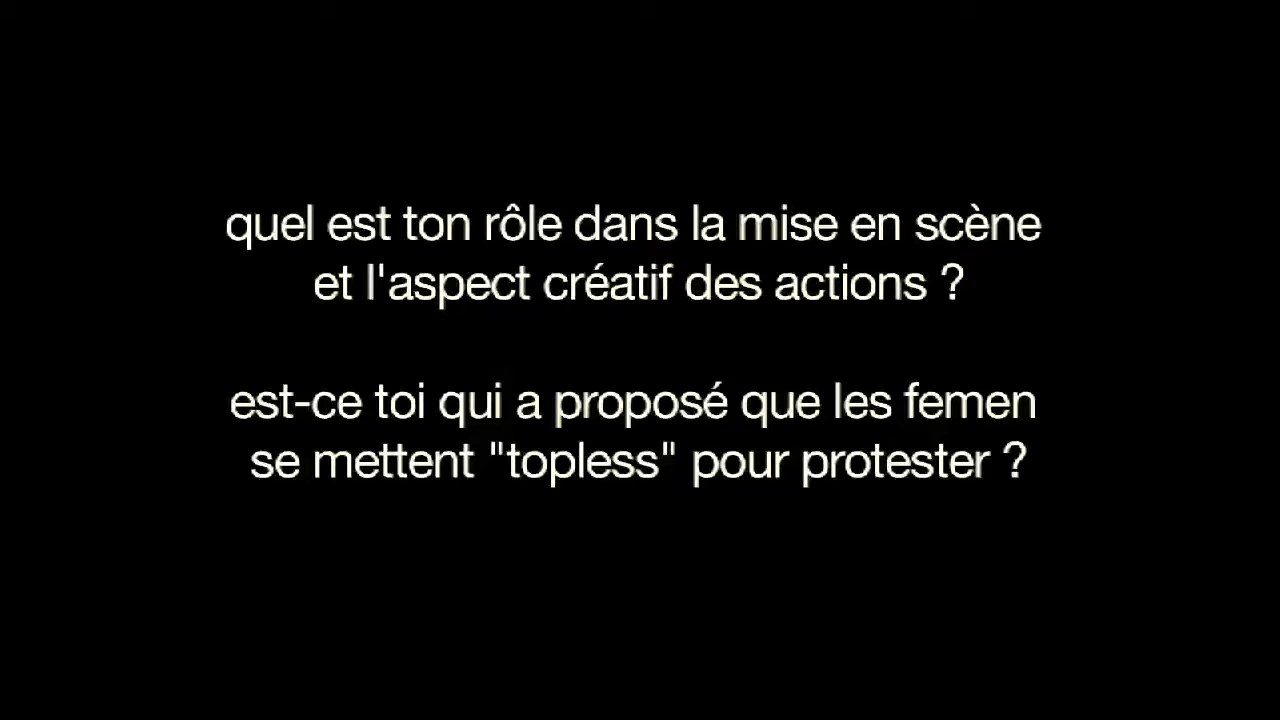 quel est ton rôle dans la mise en scène
et l'aspect créatif des actions ?
est-ce toi qui a proposé que les femen
se mettent "topless" pour protester ?